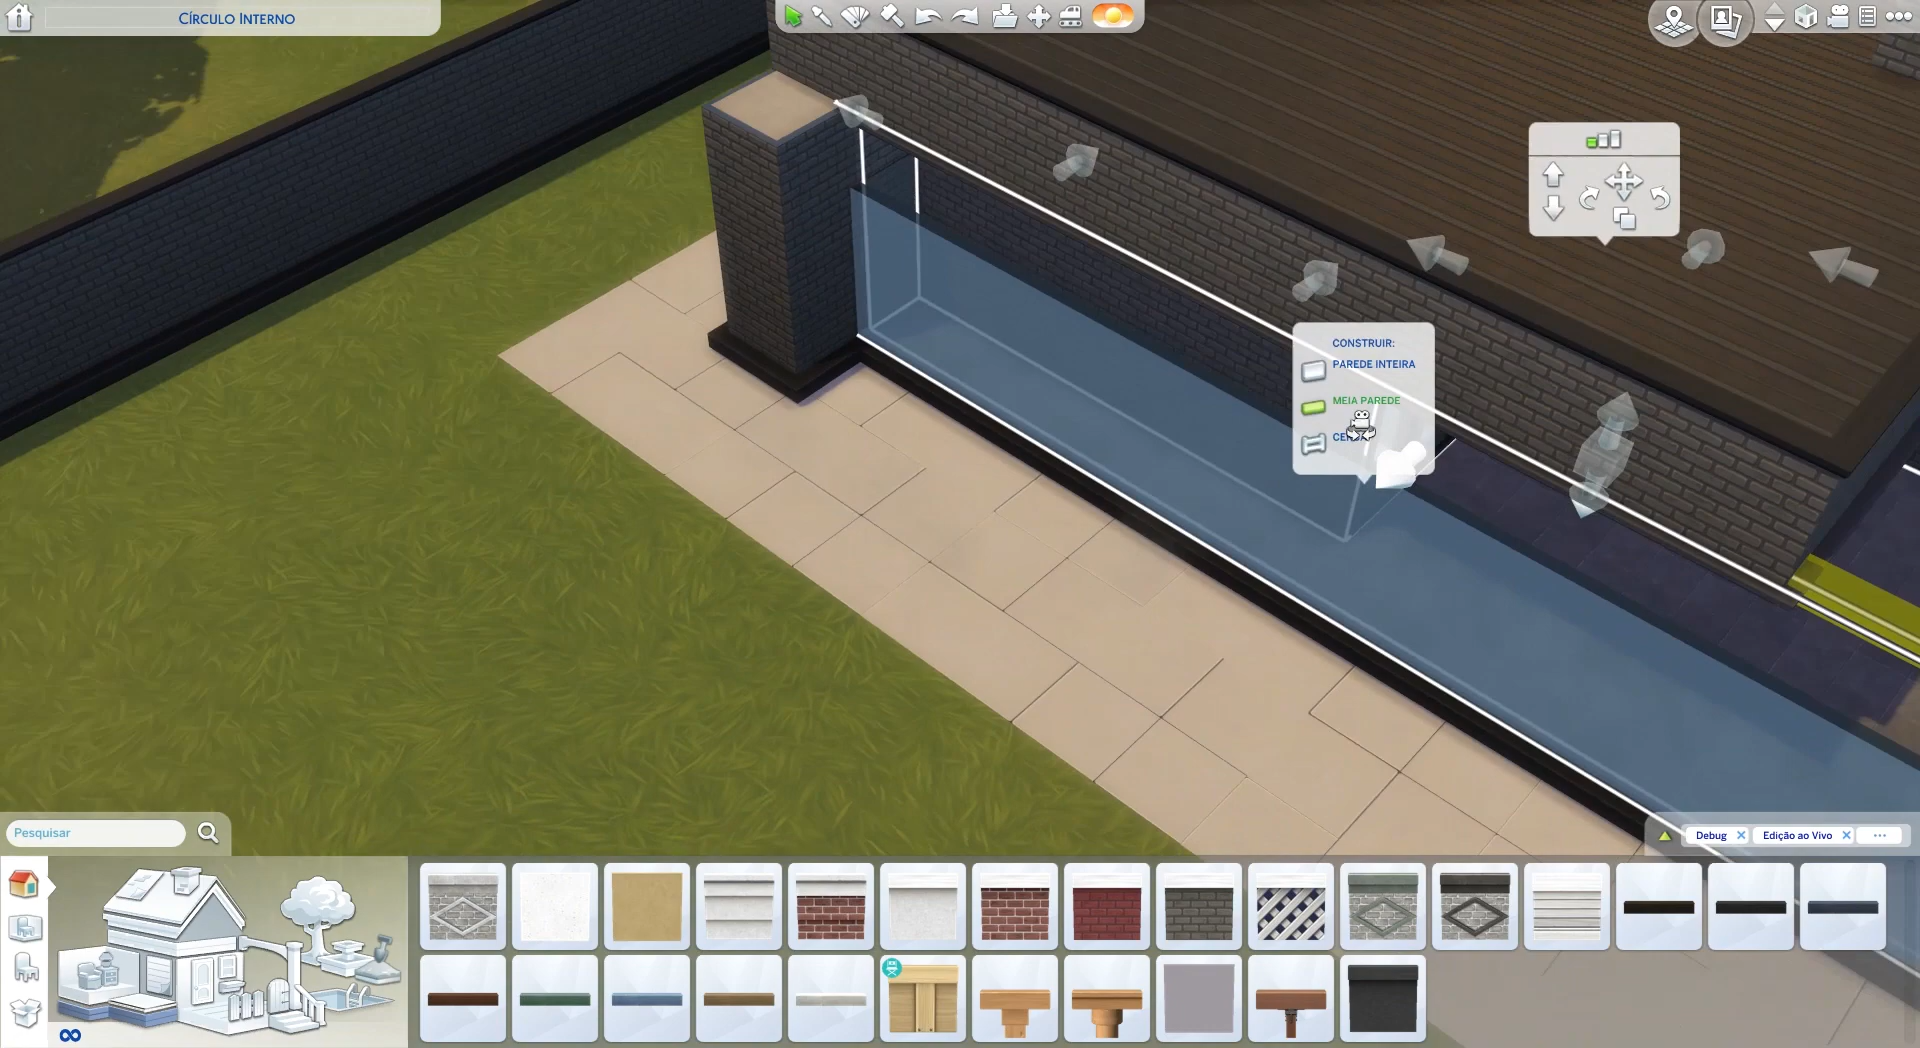 CÍRCULO INTERNO
CONSTRUIR:
PAREDE INTEIRA
MEIA PAREDE
Pesquisar
Debug
Edição ao Vivo